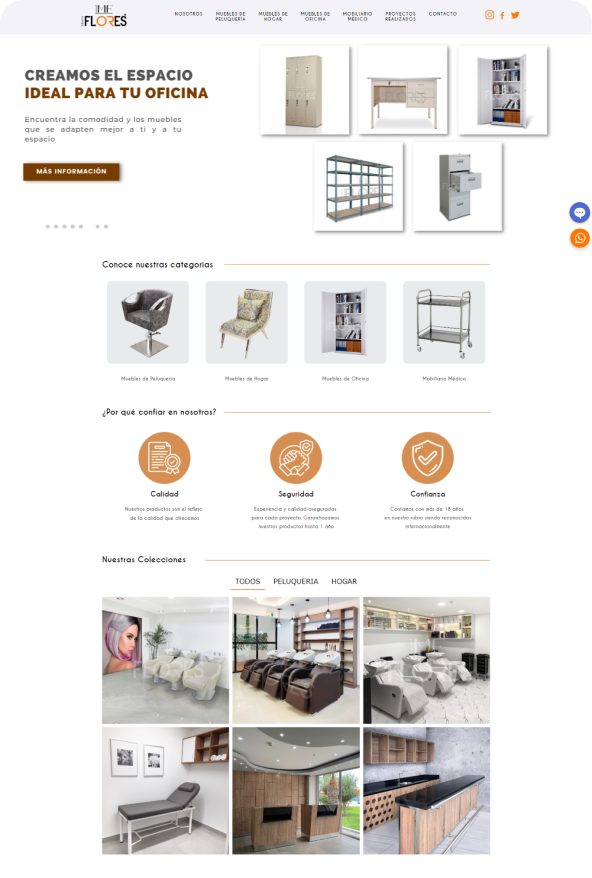 FLORES
NOSOTROS
MUEBLES DE
PELUQUERÍA
MUEBLES DE
HOGAR
MUEBLES DE
OFICINA
MOBILIARIO
MÉDICO
PROYECTOS
REALIZADOS
CONTACTO
CREAMOS EL ESPACIO
IDEAL PARA TU OFICINA
Encuentra la comodidad y los muebles
que se adapten mejor a ti y a tu
espacio
MÁS INFORMACIÓN
Conoce nuestras categorias
Muebles de Peluqueria
Muebles de Hogar
Muebles de Oficina
Mobiliario Médico
¿Por qué confiar en nosotros?
Calidad
Nuestros productos son el reflejo
de la calidad que ofrecemos
Seguridad
Experiencia y calidad aseguradas
para cada proyecto. Garantizamos
nuestros productos hasta 1 año
Confianza
Contamos con más de 18 años
en nuestro rubro siendo reconocidos
internacionalmente
Nuestras Colecciones
TODOS
PELUQUERIA
HOGAR